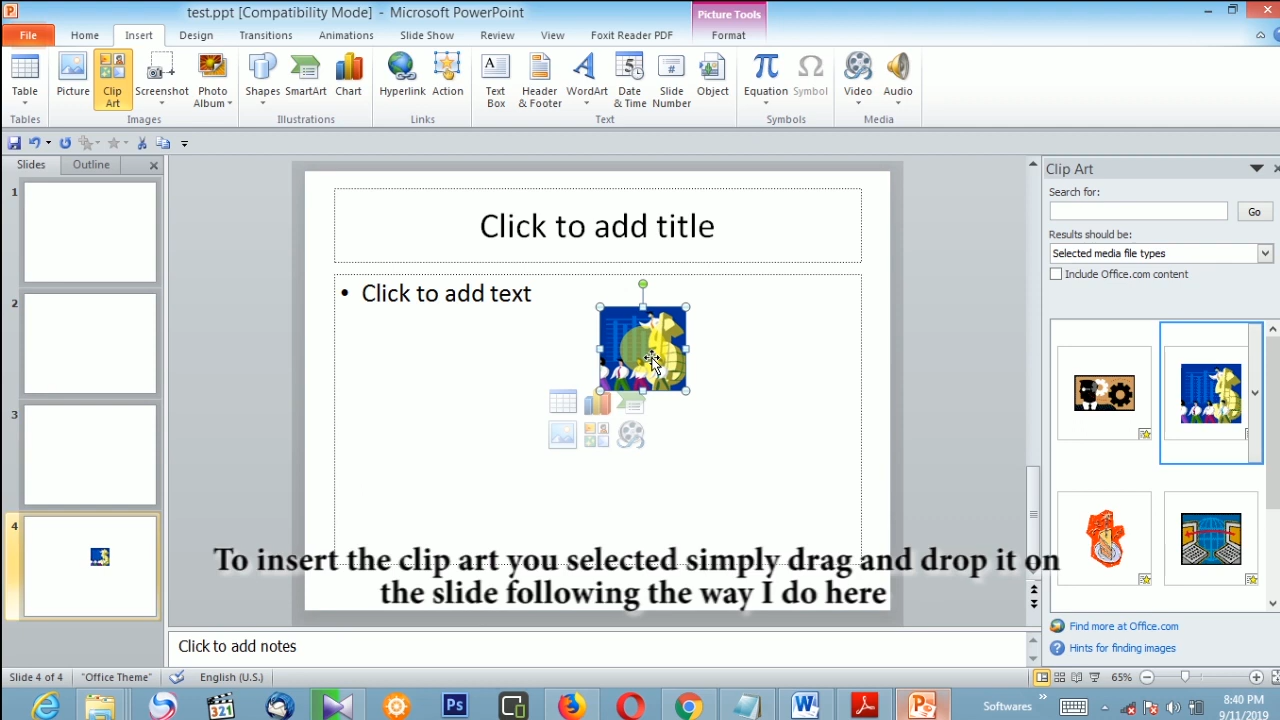 test.ppt [Compatibility Mode] - Microsoft PowerPoint
Picture Tools
File Home Insert Design Transitions Animations Slide Show Review View Foxit Reader PDF Format
Table Picture Clip Art Screenshot Photo Album Shapes SmartArt Chart Hyperlink Action Text Box Header & Footer WordArt Date & Time Slide Number Object Equation Symbol Video Audio
Tables Images Illustrations Links Text Symbols Media
Slides Outline
1
2
3
4
Click to add title
• Click to add text
To insert the clip art you selected simply drag and drop it on
the slide following the way I do here
Click to add notes
Clip Art
Search for:
Go
Results should be:
Selected media file types
Include Office.com content
Find more at Office.com
Hints for finding images
Slide 4 of 4 "Office Theme" English (U.S.) 65%
321 Ps W P Softwares
8:40 PM
9/11/2019